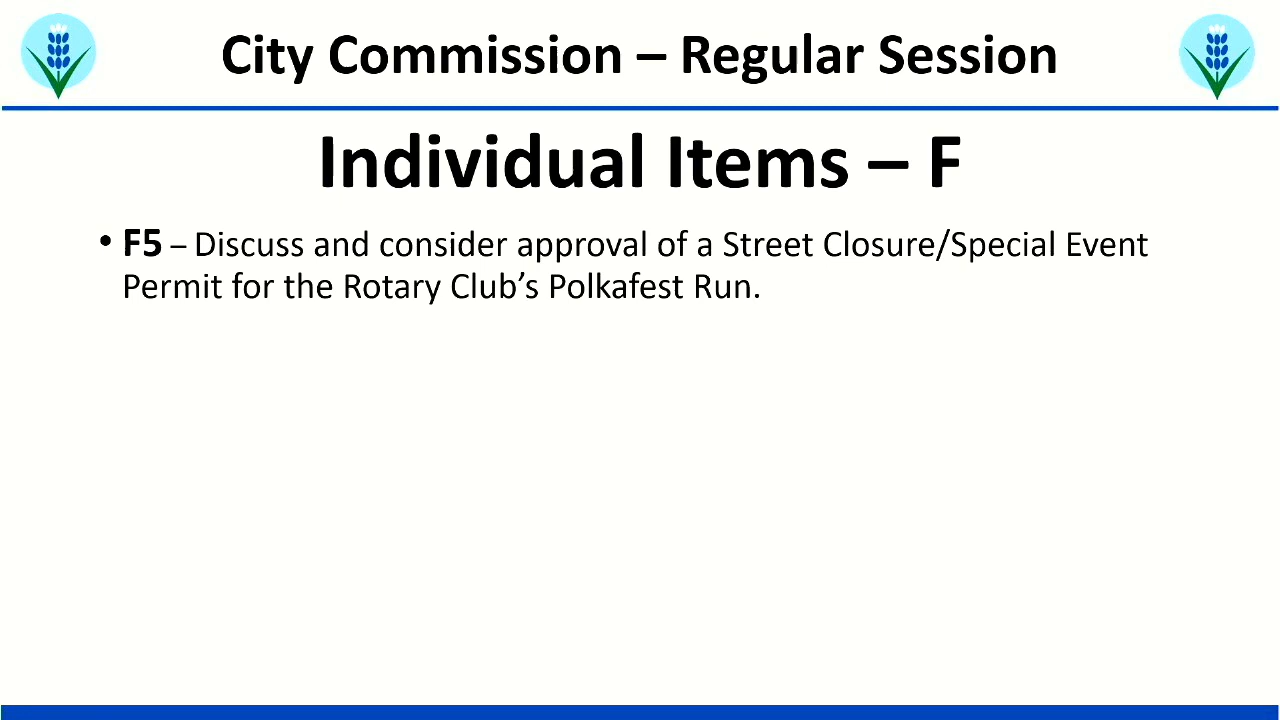 City Commission – Regular Session
Individual Items – F
• F5 – Discuss and consider approval of a Street Closure/Special Event
Permit for the Rotary Club’s Polkafest Run.